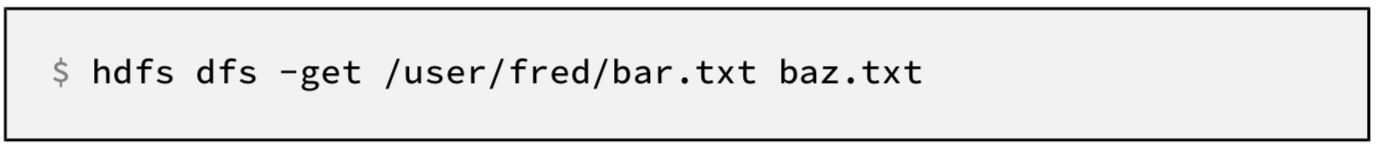 $ hdfs dfs -get /user/fred/bar.txt baz.txt